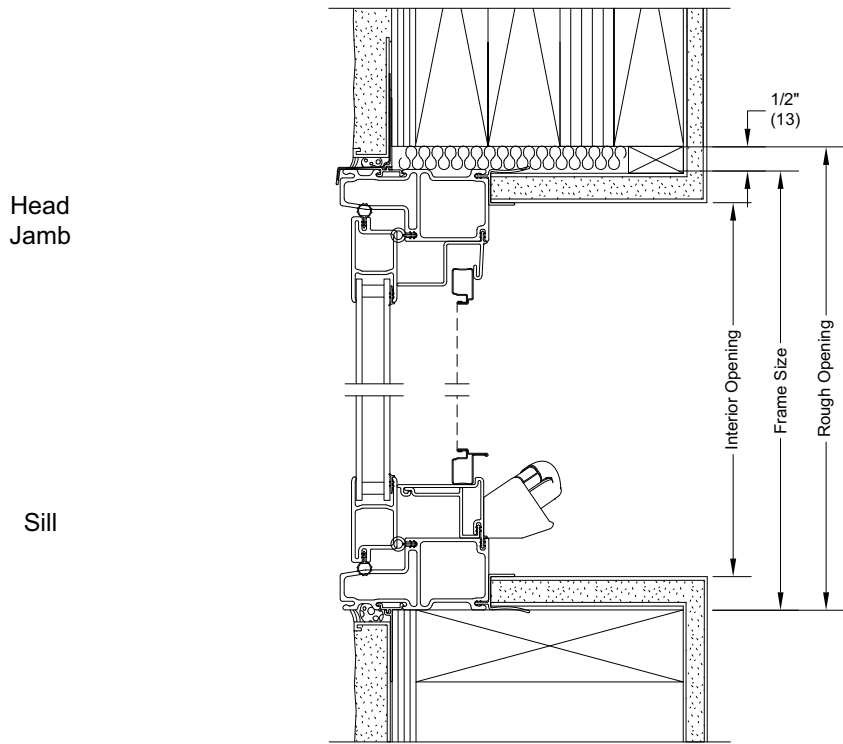 1/2"
(13)
Head
Jamb
Interior Opening
Frame Size
Rough Opening
Sill